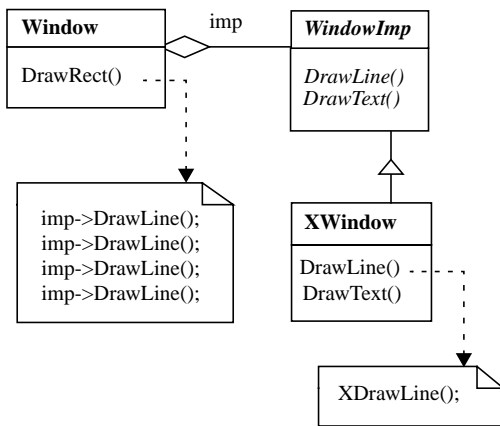 Window
DrawRect()
imp
WindowImp
DrawLine()
DrawText()
imp->DrawLine();
imp->DrawLine();
imp->DrawLine();
imp->DrawLine();
XWindow
DrawLine()
DrawText()
XDrawLine();